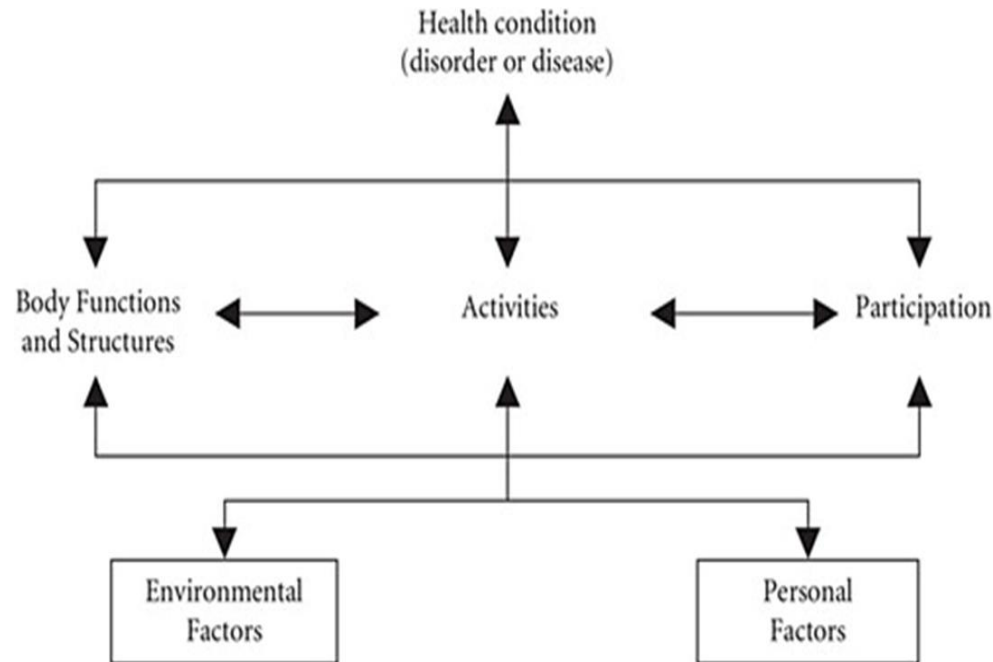 Health condition
(disorder or disease)
Body Functions
and Structures
Activities
Participation
Environmental
Factors
Personal
Factors